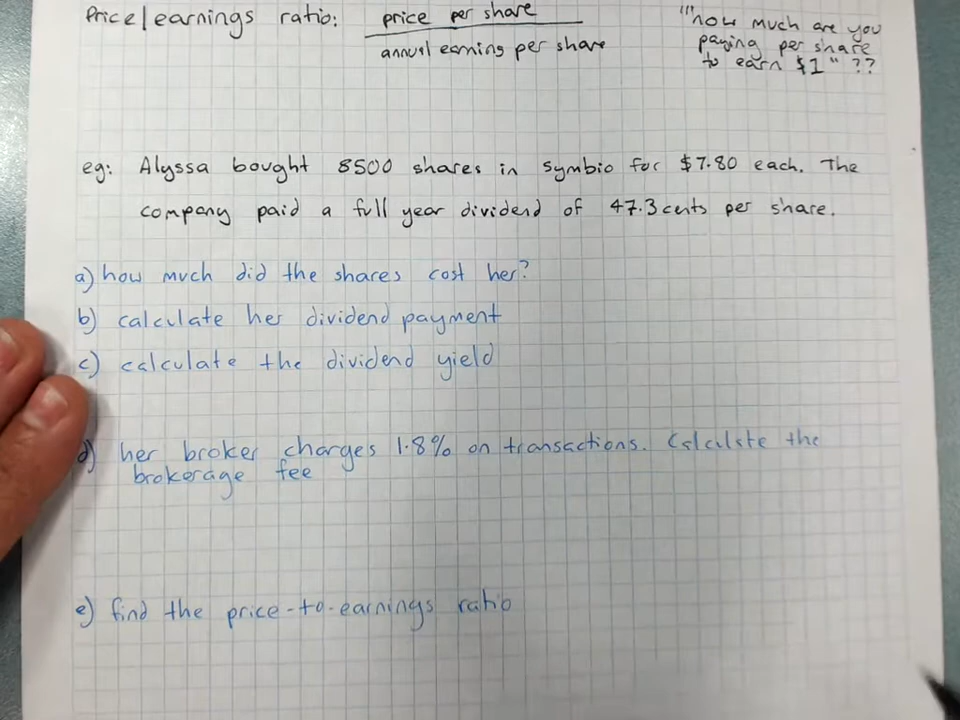 Price/earnings ratio: price per share
annual earning per share
"how much are you
paying per share
to earn $1" ??
eg: Alyssa bought 8500 shares in symbio for $7.80 each. The
company paid a full year dividend of 47.3 cents per share.
a) how much did the shares cost her?
b) calculate her dividend payment
c) calculate the dividend yield
d) her broker charges 1.8% on transactions. Calculate the
brokerage fee
e) find the price-to-earnings ratio